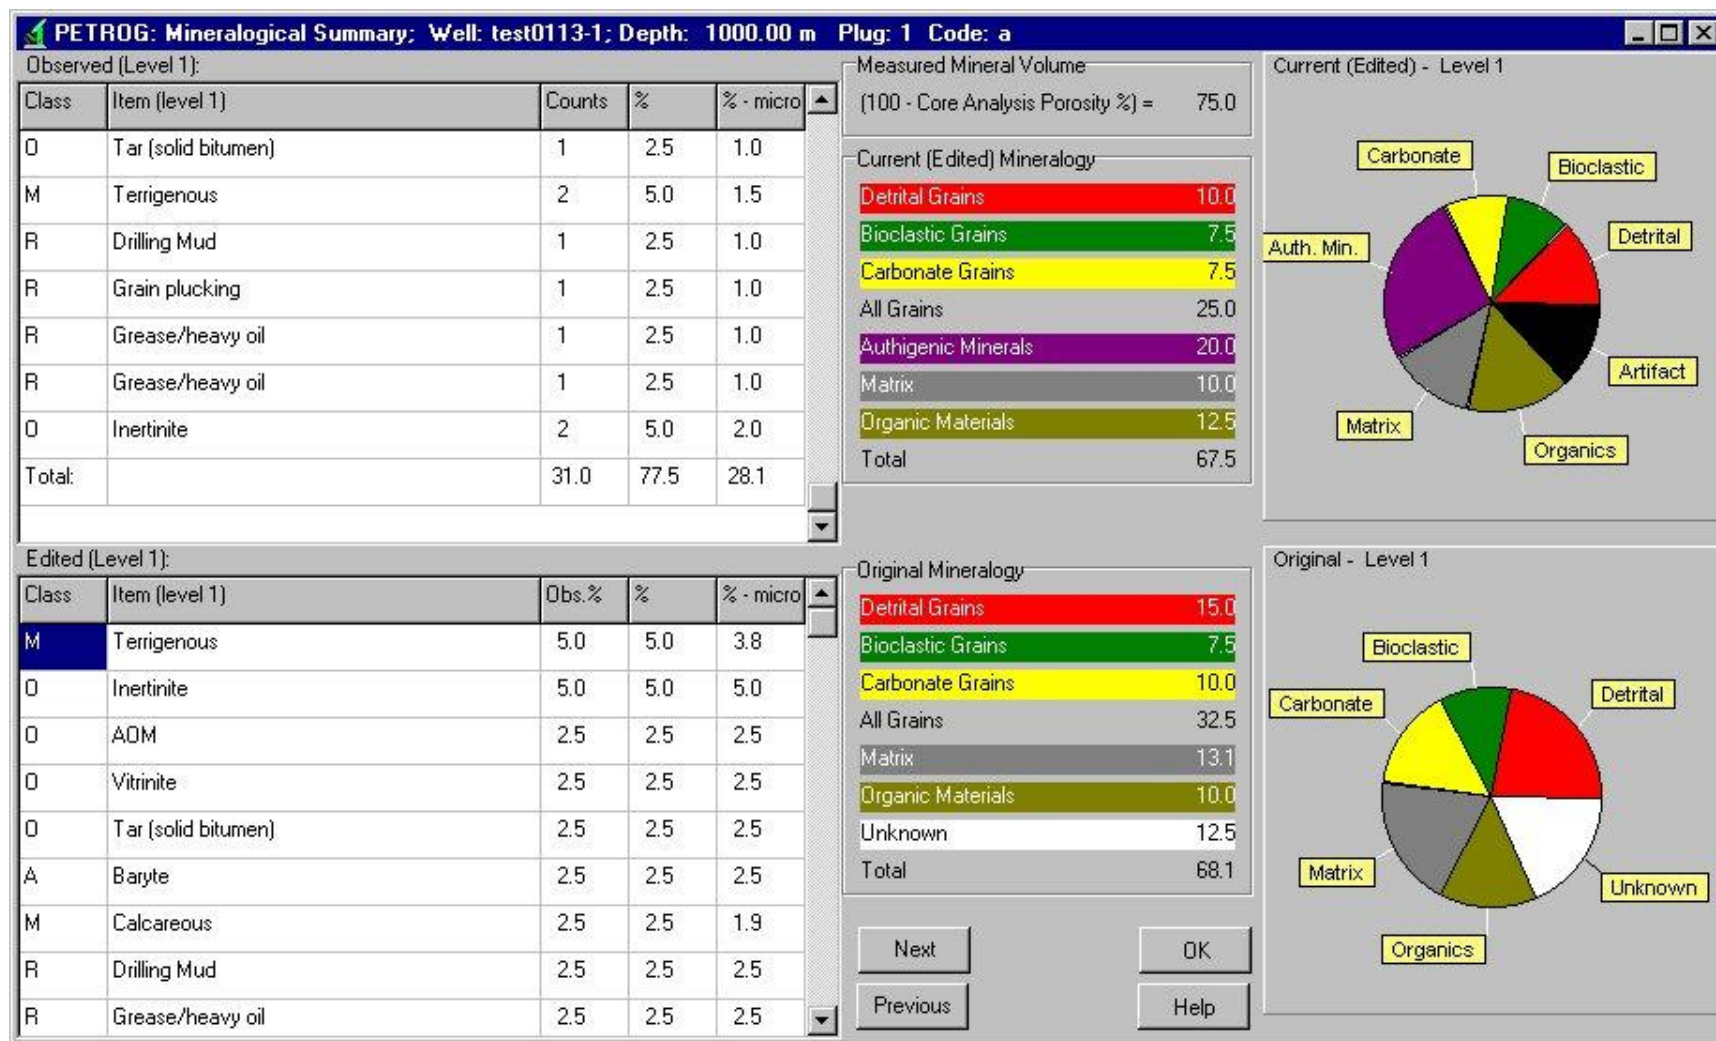 PETROG: Mineralogical Summary; Well: test0113-1; Depth: 1000.00 m Plug: 1 Code: a
Observed (Level 1):
Class Item (level 1) Counts % % - micro
O Tar (solid bitumen) 1 2.5 1.0
M Terrigenous 2 5.0 1.5
R Drilling Mud 1 2.5 1.0
R Grain plucking 1 2.5 1.0
R Grease/heavy oil 1 2.5 1.0
R Grease/heavy oil 1 2.5 1.0
O Inertinite 2 5.0 2.0
Total: 31.0 77.5 28.1
Edited (Level 1):
Class Item (level 1) Obs.% % % - micro
M Terrigenous 5.0 5.0 3.8
O Inertinite 5.0 5.0 5.0
O AOM 2.5 2.5 2.5
O Vitrinite 2.5 2.5 2.5
O Tar (solid bitumen) 2.5 2.5 2.5
A Baryte 2.5 2.5 2.5
M Calcareous 2.5 2.5 1.9
R Drilling Mud 2.5 2.5 2.5
R Grease/heavy oil 2.5 2.5 2.5
Measured Mineral Volume
(100 - Core Analysis Porosity %) = 75.0
Current (Edited) Mineralogy
Detrital Grains 10.0
Bioclastic Grains 7.5
Carbonate Grains 7.5
All Grains 25.0
Authigenic Minerals 20.0
Matrix 10.0
Organic Materials 12.5
Total 67.5
Original Mineralogy
Detrital Grains 15.0
Bioclastic Grains 7.5
Carbonate Grains 10.0
All Grains 32.5
Matrix 13.1
Organic Materials 10.0
Unknown 12.5
Total 68.1
Next OK
Previous Help
Current (Edited) - Level 1
Carbonate
Bioclastic
Detrital
Auth. Min.
Artifact
Matrix
Organics
Original - Level 1
Bioclastic
Detrital
Carbonate
Matrix
Unknown
Organics